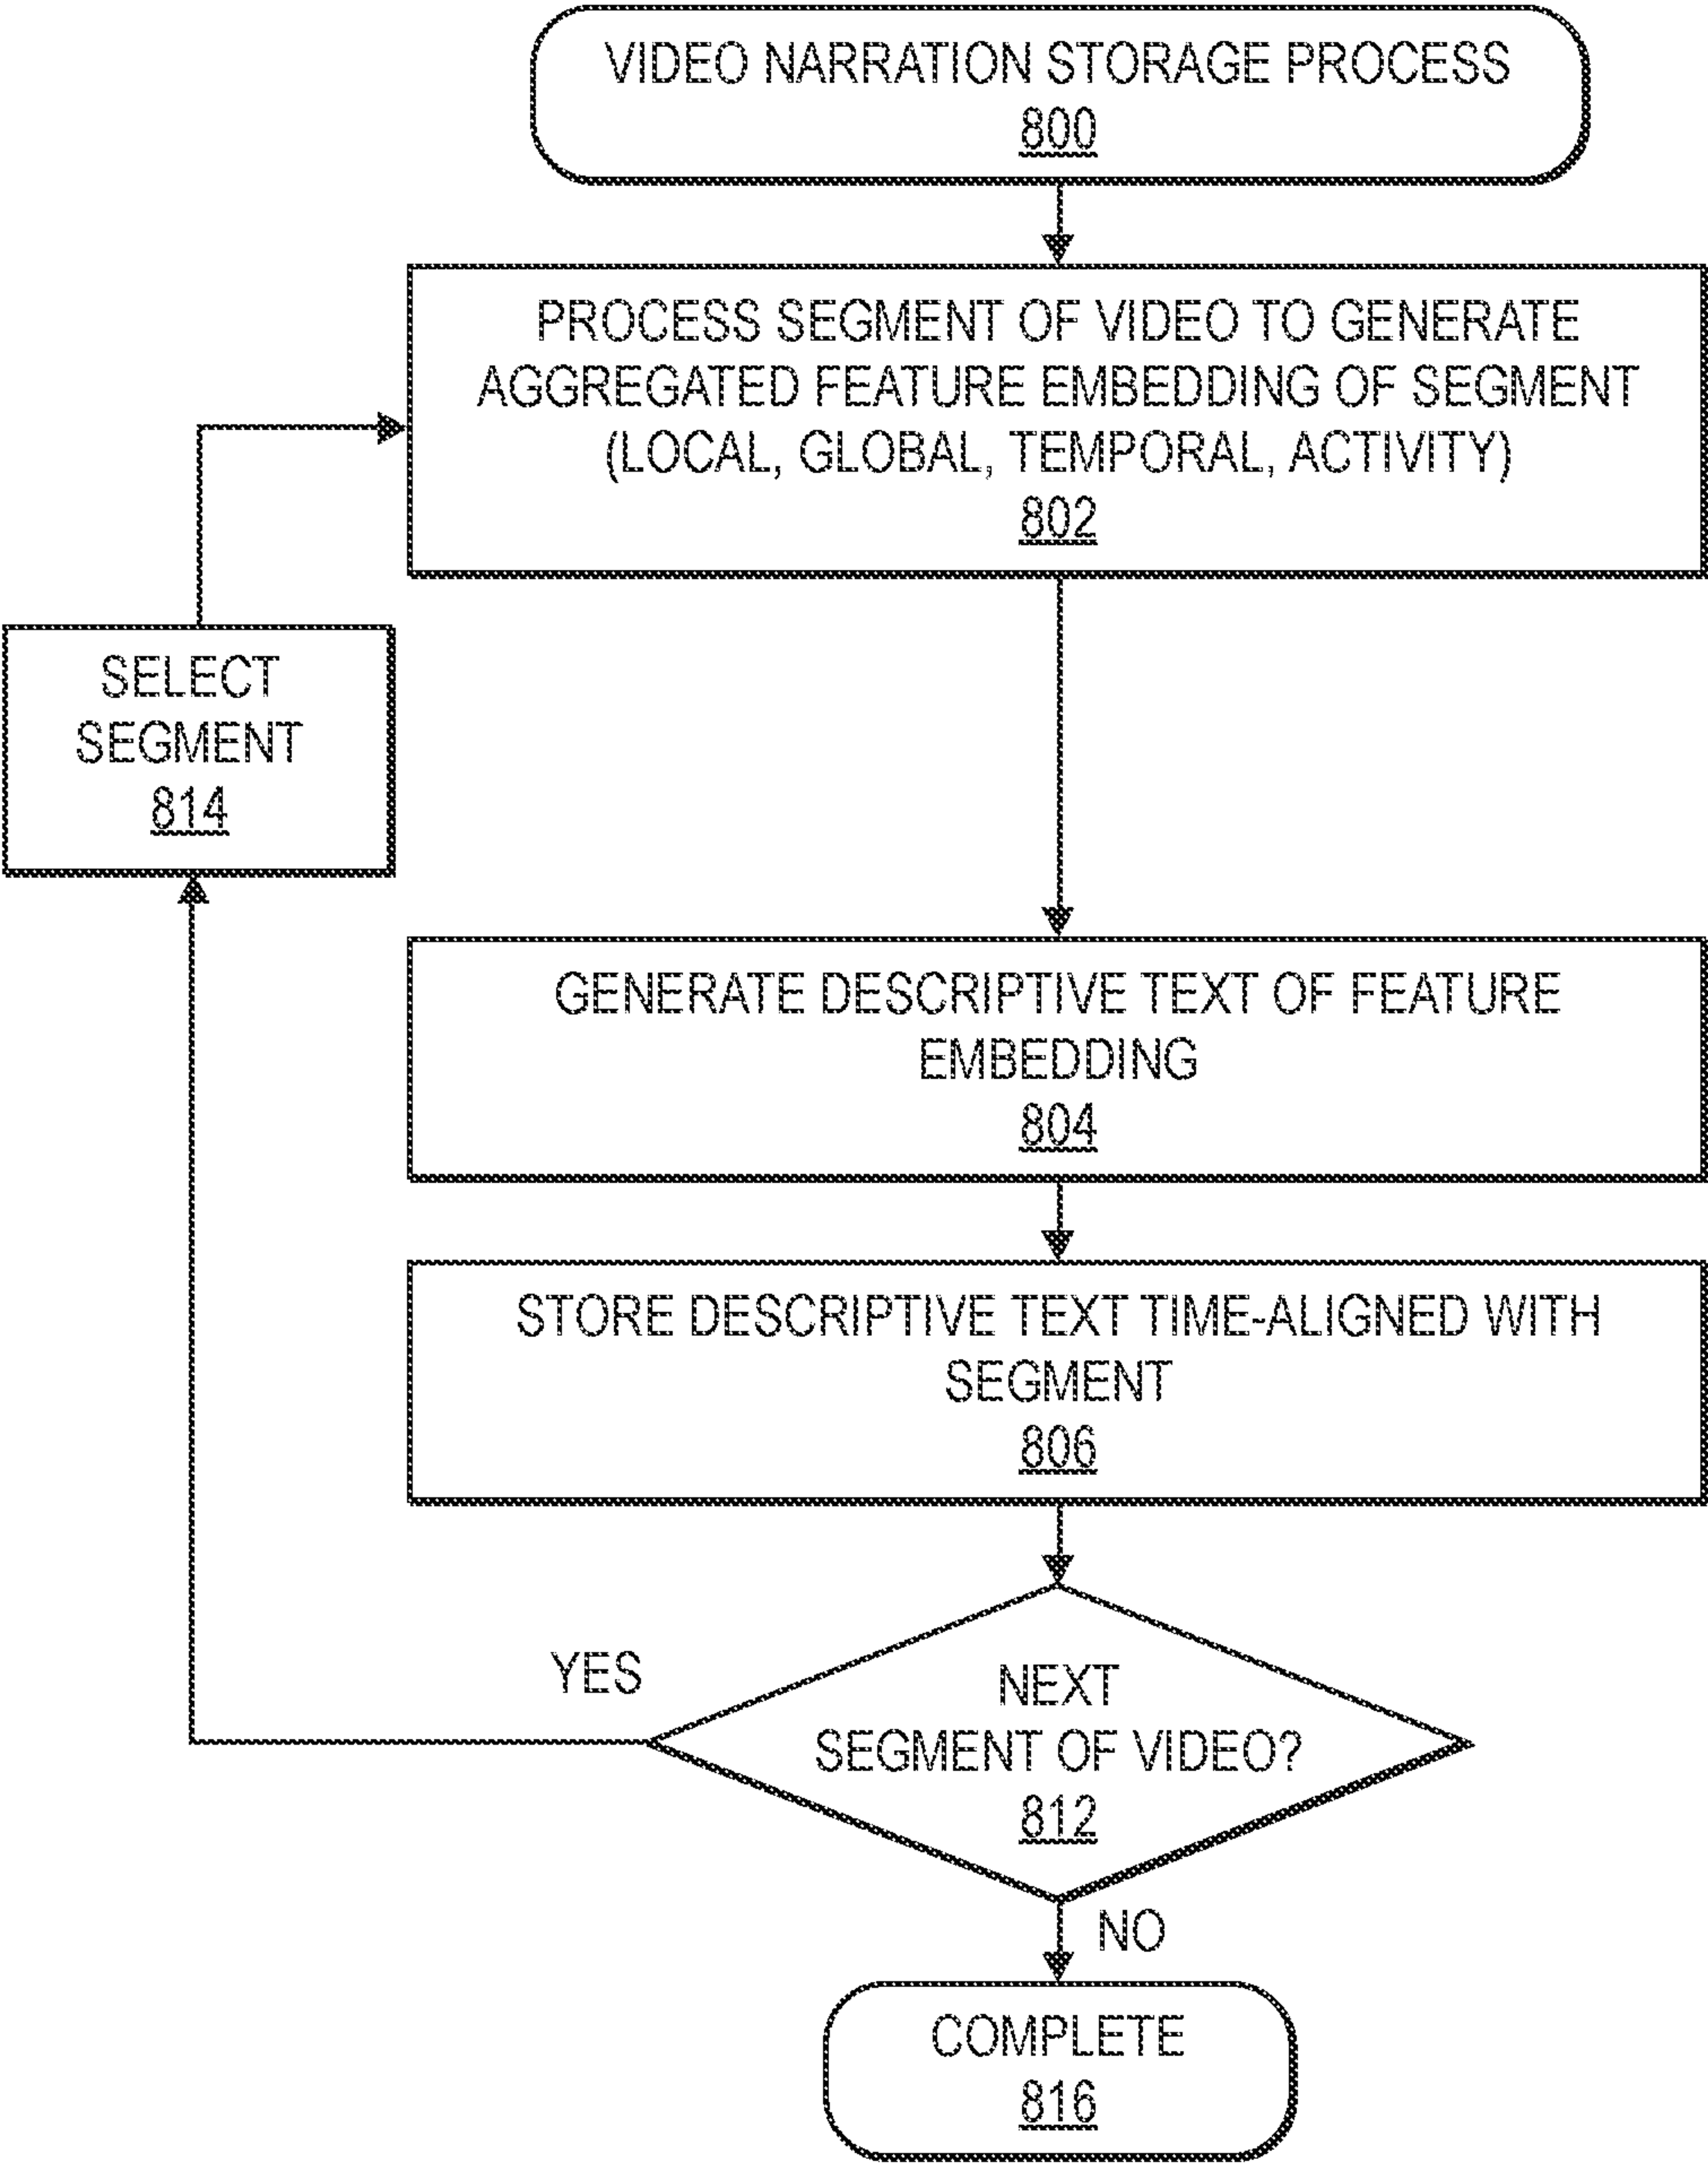 VIDEO NARRATION STORAGE PROCESS
800
PROCESS SEGMENT OF VIDEO TO GENERATE
AGGREGATED FEATURE EMBEDDING OF SEGMENT
(LOCAL, GLOBAL, TEMPORAL, ACTIVITY)
802
SELECT
SEGMENT
814
GENERATE DESCRIPTIVE TEXT OF FEATURE
EMBEDDING
804
STORE DESCRIPTIVE TEXT TIME-ALIGNED WITH
SEGMENT
806
YES
NEXT
SEGMENT OF VIDEO?
812
NO
COMPLETE
816